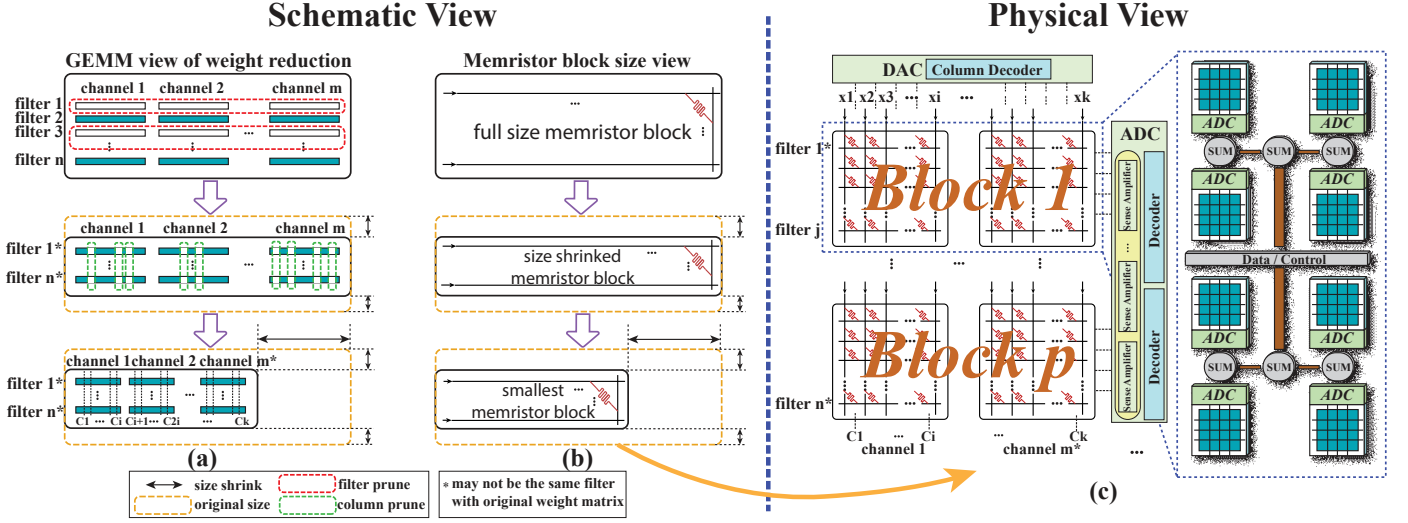 Schematic View
Physical View
GEMM view of weight reduction
channel 1 channel 2 channel m
filter 1
filter 2
filter 3
...
filter n
channel 1 channel 2 channel m
filter 1*
...
filter n*
channel 1 channel 2 channel m*
filter 1*
...
filter n*
C1 ... Ci Ci+1... C2i ... Ck
(a)
Memristor block size view
...
full size memristor block
size shrinked ...
memristor block
smallest ...
memristor block
(b)
size shrink
filter prune
original size
column prune
* may not be the same filter
with original weight matrix
DAC
Column Decoder
x1 x2 x3 ... xi ... xk
filter 1*
Block 1
filter j
...
Block p
filter n*
C1 ... Ci ... Ck
channel 1 channel m*
...
ADC
Sense Amplifier
...
Sense Amplifier
Sense Amplifier
Decoder
Decoder
(c)
ADC ADC
SUM SUM SUM
ADC ADC
Data / Control
ADC ADC
SUM SUM SUM
ADC ADC